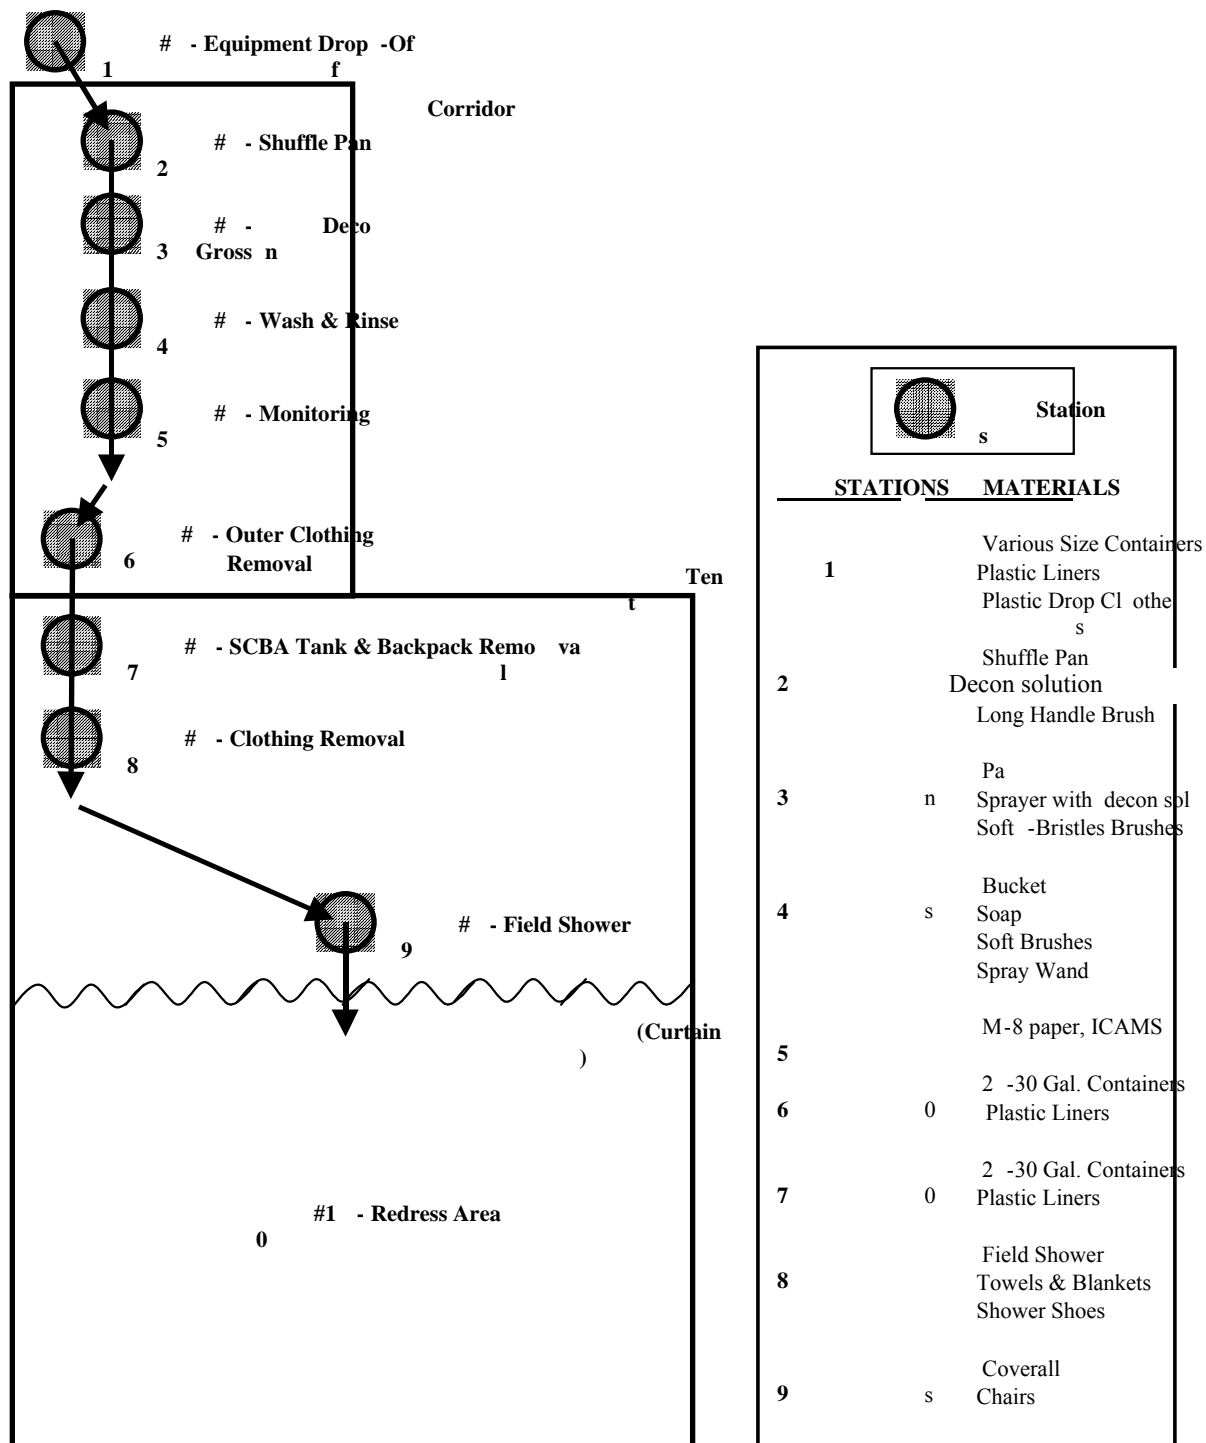 # - Equipment Drop -Of
1 f
Corridor
# - Shuffle Pan
2
# - Deco
3 Gross n
# - Wash & Rinse
4
# - Monitoring
5
# - Outer Clothing
6 Removal
Ten
t
# - SCBA Tank & Backpack Remo va
7 l
# - Clothing Removal
8
# - Field Shower
9
(Curtain
)
#1 - Redress Area
0
Station
s
STATIONS MATERIALS
Various Size Containers
1 Plastic Liners
Plastic Drop Cl othe
s
Shuffle Pan
2 Decon solution
Long Handle Brush
Pa
3 n Sprayer with decon sol
Soft -Bristles Brushes
Bucket
4 s Soap
Soft Brushes
Spray Wand
M-8 paper, ICAMS
5
2 -30 Gal. Containers
6 0 Plastic Liners
2 -30 Gal. Containers
7 0 Plastic Liners
Field Shower
8 Towels & Blankets
Shower Shoes
Coverall
9 s Chairs